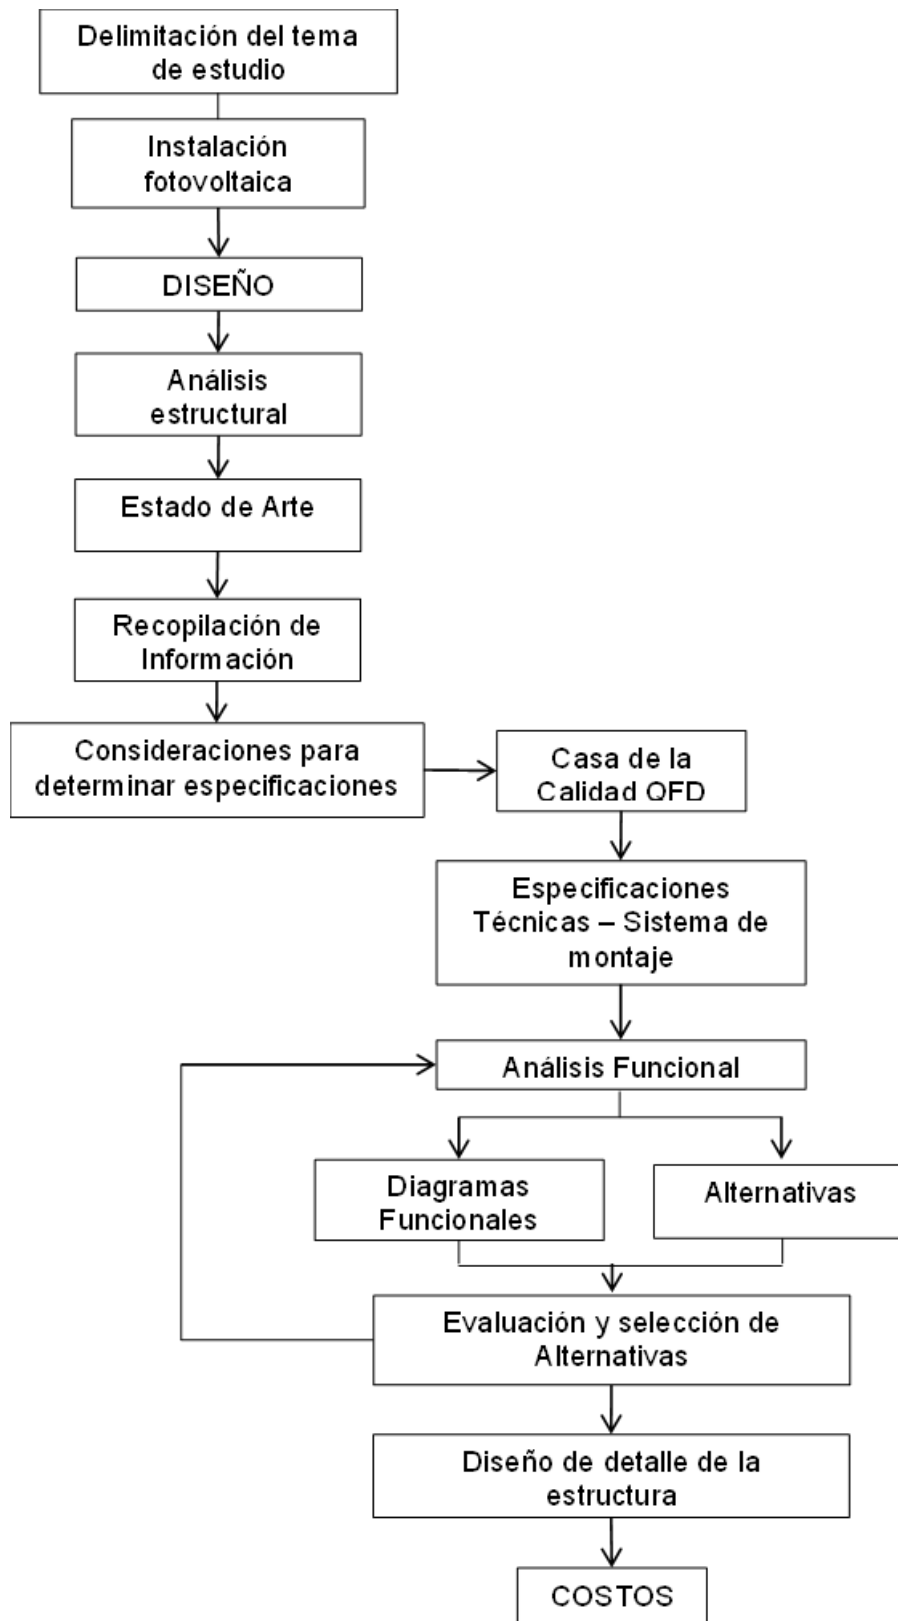 Delimitación del tema
de estudio
Instalación
fotovoltaica
DISEÑO
Análisis
estructural
Estado de Arte
Recopilación de
Información
Consideraciones para
determinar especificaciones
Casa de la
Calidad QFD
Especificaciones
Técnicas – Sistema de
montaje
Análisis Funcional
Diagramas
Funcionales
Alternativas
Evaluación y selección de
Alternativas
Diseño de detalle de la
estructura
COSTOS